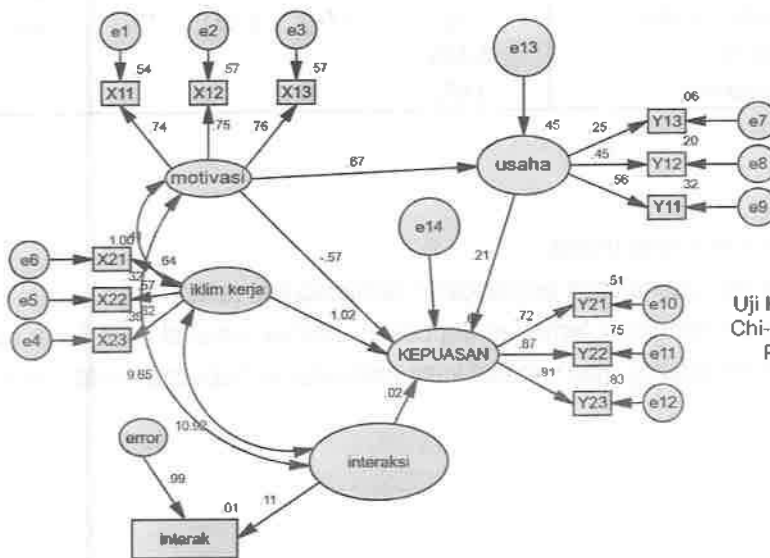 e1
e2
e3
e13
.54
.57
.57
X11
X12
X13
.06
.45
.25
Y13
e7
.74
.75
.76
.20
.67
usaha
.45
Y12
e8
motivasi
.56
.32
Y11
e9
e14
1.00
-.57
.21
e6
X21
.64
.51
iklim kerja
Y21
e10
e5
X22
.57
.72
1.02
.75
KEPUASAN
.87
Y22
e11
e4
X23
.83
.91
Y23
e12
9.65
.02
10.92
error
interaksi
.99
.01
.11
interak
Uji
Chi-